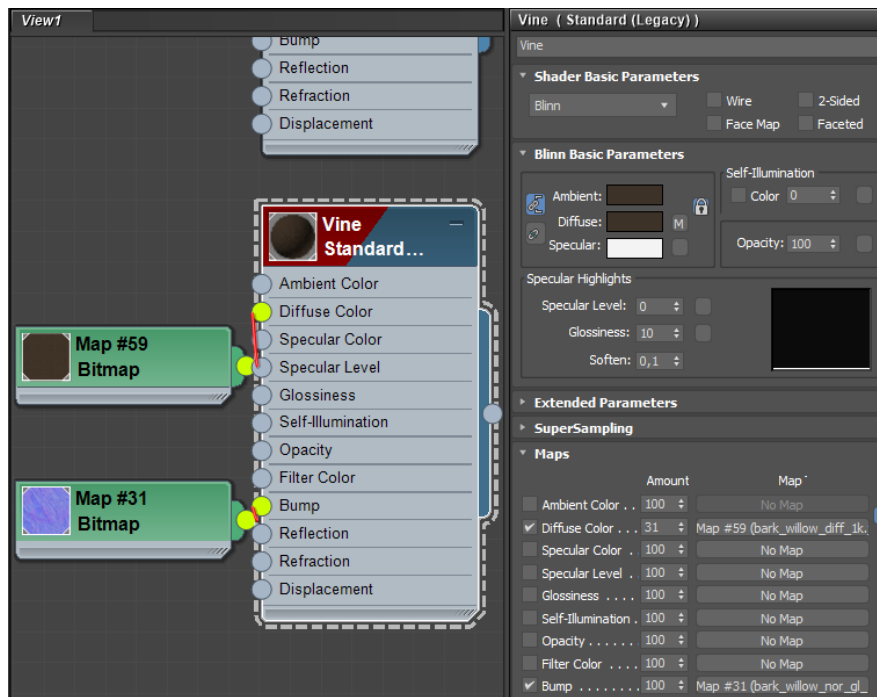 View1
Bump
Reflection
Refraction
Displacement
Vine
Standard...
Ambient Color
Diffuse Color
Specular Color
Specular Level
Glossiness
Self-Illumination
Opacity
Filter Color
Bump
Reflection
Refraction
Displacement
Map #59
Bitmap
Map #31
Bitmap
Vine ( Standard (Legacy) )
Vine
Shader Basic Parameters
Blinn
Wire
2-Sided
Face Map
Faceted
Blinn Basic Parameters
Ambient:
Diffuse:
M
Specular:
Self-Illumination
Color 0
Opacity: 100
Specular Highlights
Specular Level: 0
Glossiness: 10
Soften: 0,1
Extended Parameters
SuperSampling
Maps
Amount Map
Ambient Color . . 100 No Map
Diffuse Color . . . 31 Map #59 (bark_willow_diff_1k.
Specular Color . 100 No Map
Specular Level . 100 No Map
Glossiness . . . . 100 No Map
Self-Illumination . 100 No Map
Opacity . . . . . . 100 No Map
Filter Color . . . . 100 No Map
Bump . . . . . . . . 100 Map #31 (bark_willow_nor_gl_